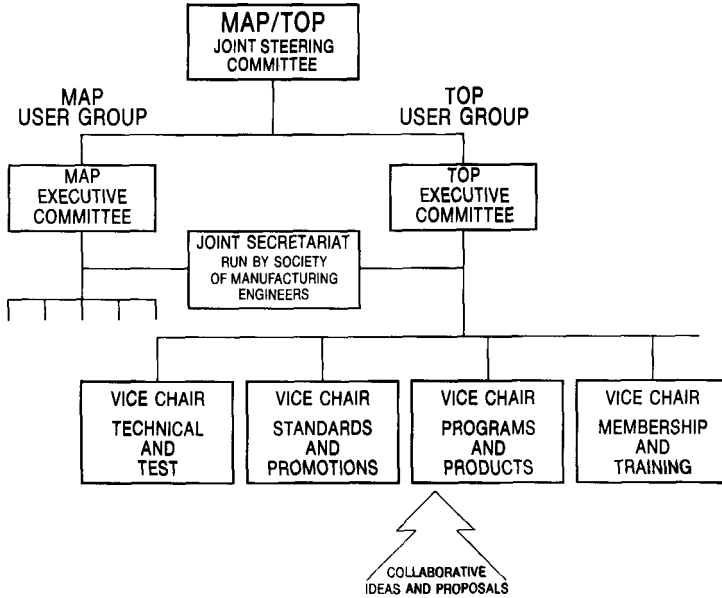 MAP/TOP
JOINT STEERING
COMMITTEE
MAP
USER GROUP
TOP
USER GROUP
MAP
EXECUTIVE
COMMITTEE
TOP
EXECUTIVE
COMMITTEE
JOINT SECRETARIAT
RUN BY SOCIETY
OF MANUFACTURING
ENGINEERS
VICE CHAIR
TECHNICAL
AND
TEST
VICE CHAIR
STANDARDS
AND
PROMOTIONS
VICE CHAIR
PROGRAMS
AND
PRODUCTS
VICE CHAIR
MEMBERSHIP
AND
TRAINING
COLLABORATIVE
IDEAS AND PROPOSALS